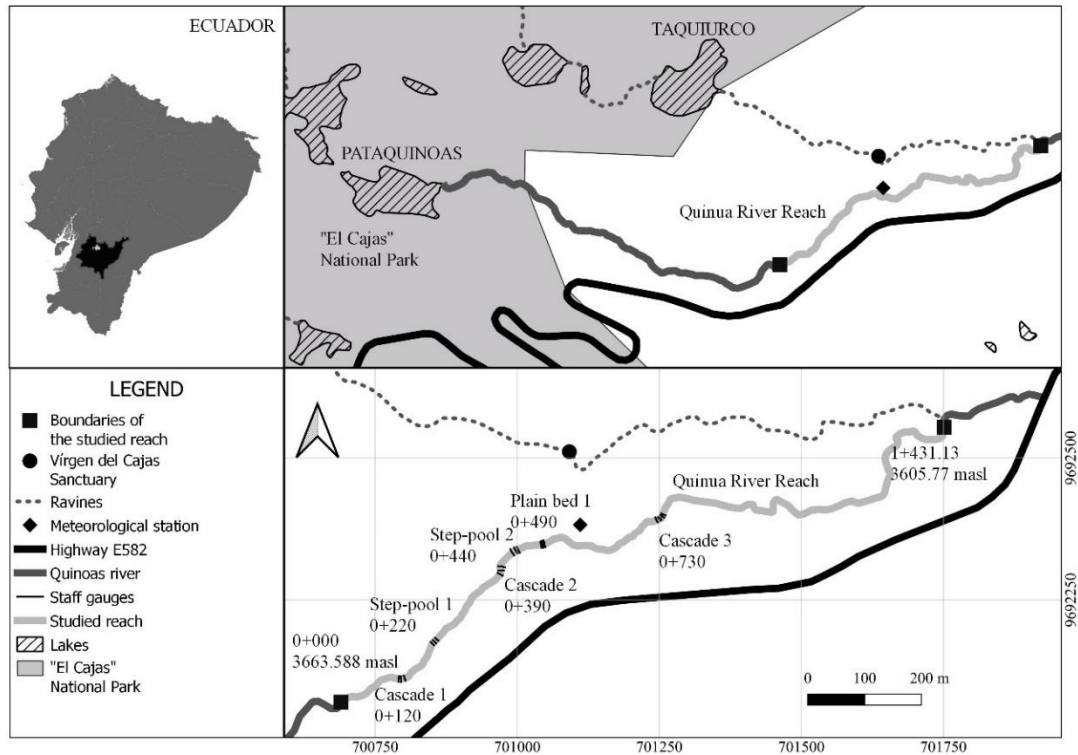 ECUADOR
TAQUIURCO
PATAQUINOAS
Quinua River Reach
"El Cajas"
National Park
LEGEND
Boundaries of
the studied reach
Vírgen del Cajas
Sanctuary
Ravines
Meteorological station
Highway E582
Quinoas river
Staff gauges
Studied reach
Lakes
"El Cajas"
National Park
1+431.13
3605.77 masl
Quinua River Reach
Plain bed 1
0+490
Step-pool 2
0+440
Cascade 3
0+730
Cascade 2
0+390
Step-pool 1
0+220
0+000
3663.588 masl
Cascade 1
0+120
0 100 200 m
9692500
9692250
700750 701000 701250 701500 701750